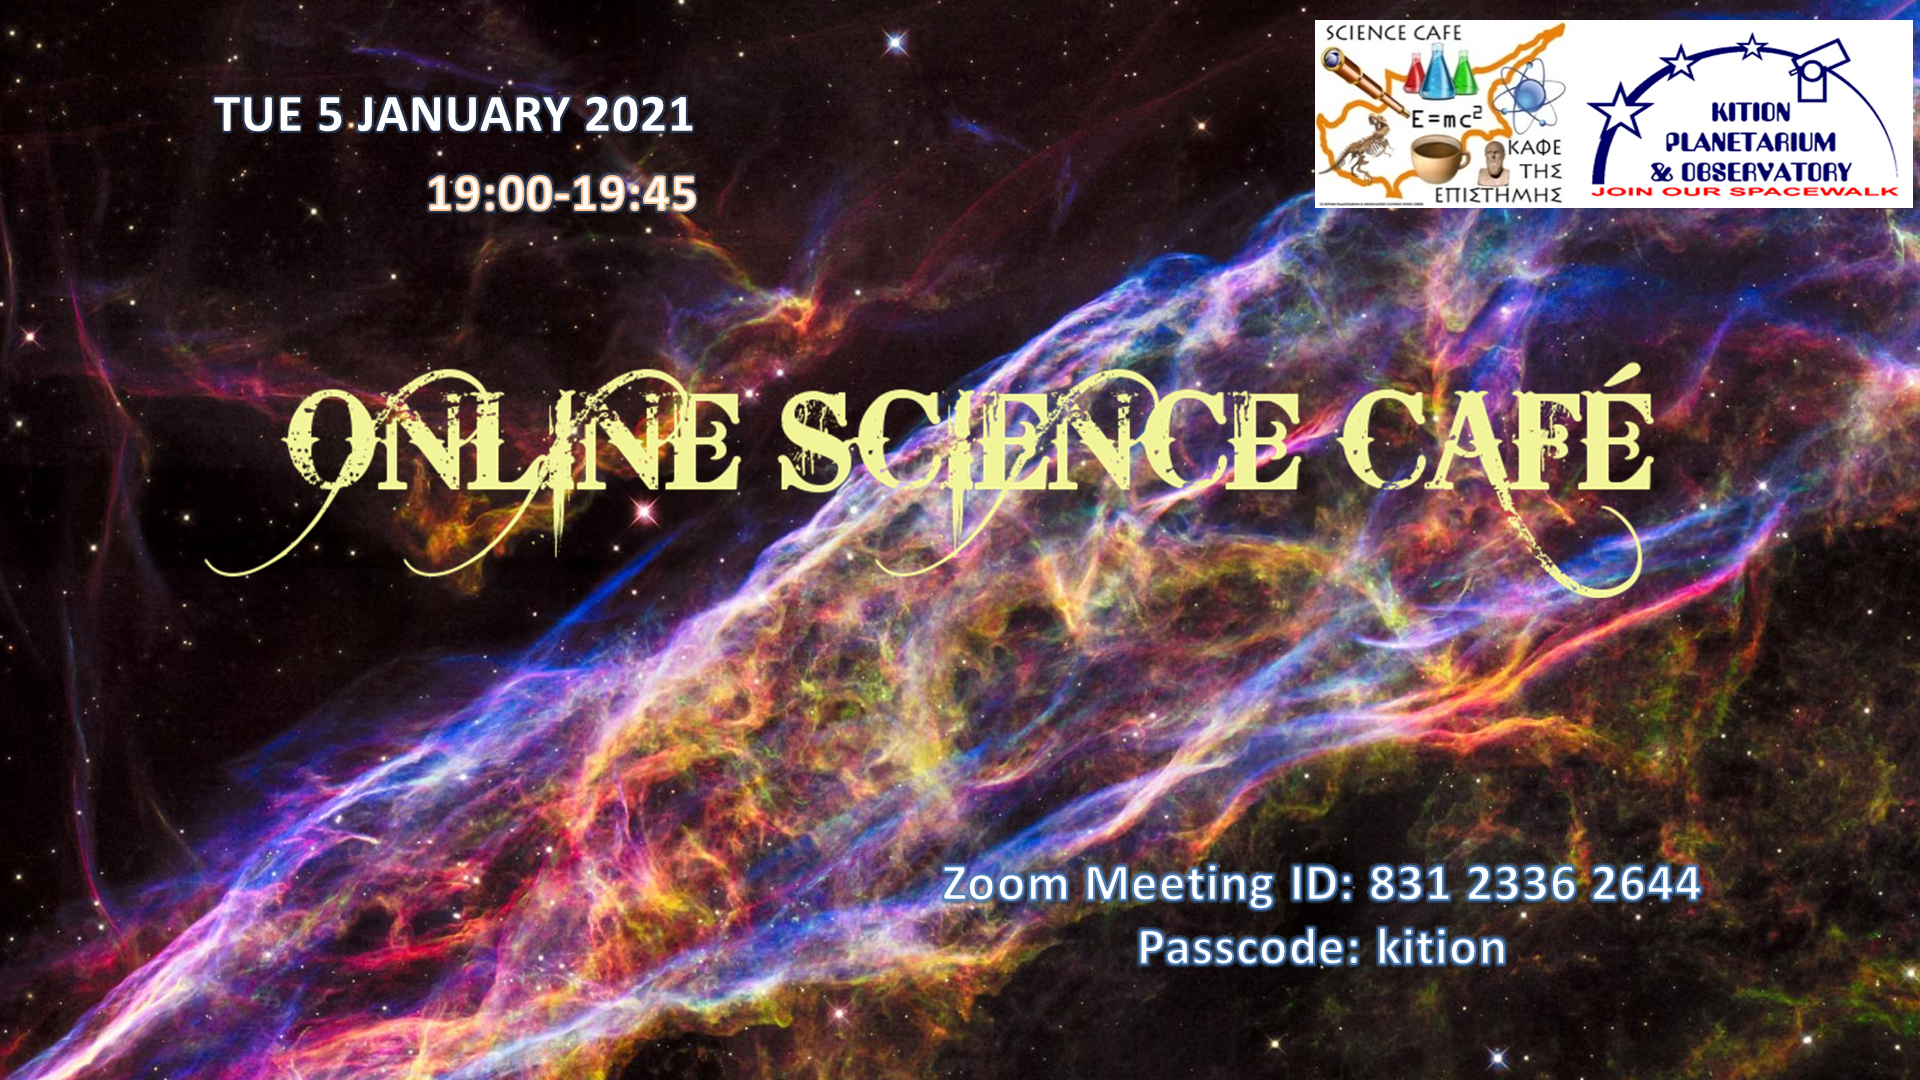 TUE 5 JANUARY 2021
19:00-19:45
SCIENCE CAFE
E=mc²
ΚΑΦΕ
ΤΗΣ
ΕΠΙΣΤΗΜΗΣ
KITION
PLANETARIUM
& OBSERVATORY
JOIN OUR SPACEWALK
ONLINE SCIENCE CAFÉ
Zoom Meeting ID: 831 2336 2644
Passcode: kition